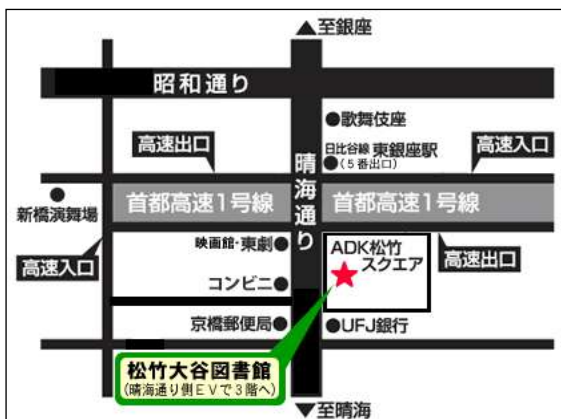 ▲至銀座
昭和通り
●歌舞伎座
高速出口
日比谷線 東銀座駅
●(5番出口)
高速入口
晴海通り
首都高速1号線
首都高速1号線
●
新橋演舞場
高速入口
映画館・東劇●
ADK松竹
スクエア
高速出口
コンビニ●
京橋郵便局●
●UFJ銀行
松竹大谷図書館
(晴海通り側EVで3階へ)
▼至晴海